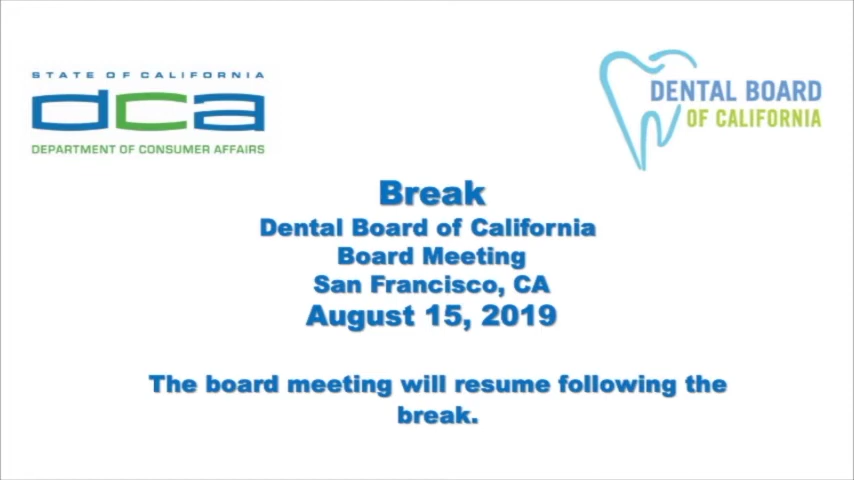 STATE OF CALIFORNIA
dca
DEPARTMENT OF CONSUMER AFFAIRS
DENTAL BOARD
OF CALIFORNIA
Break
Dental Board of California
Board Meeting
San Francisco, CA
August 15, 2019
The board meeting will resume following the
break.